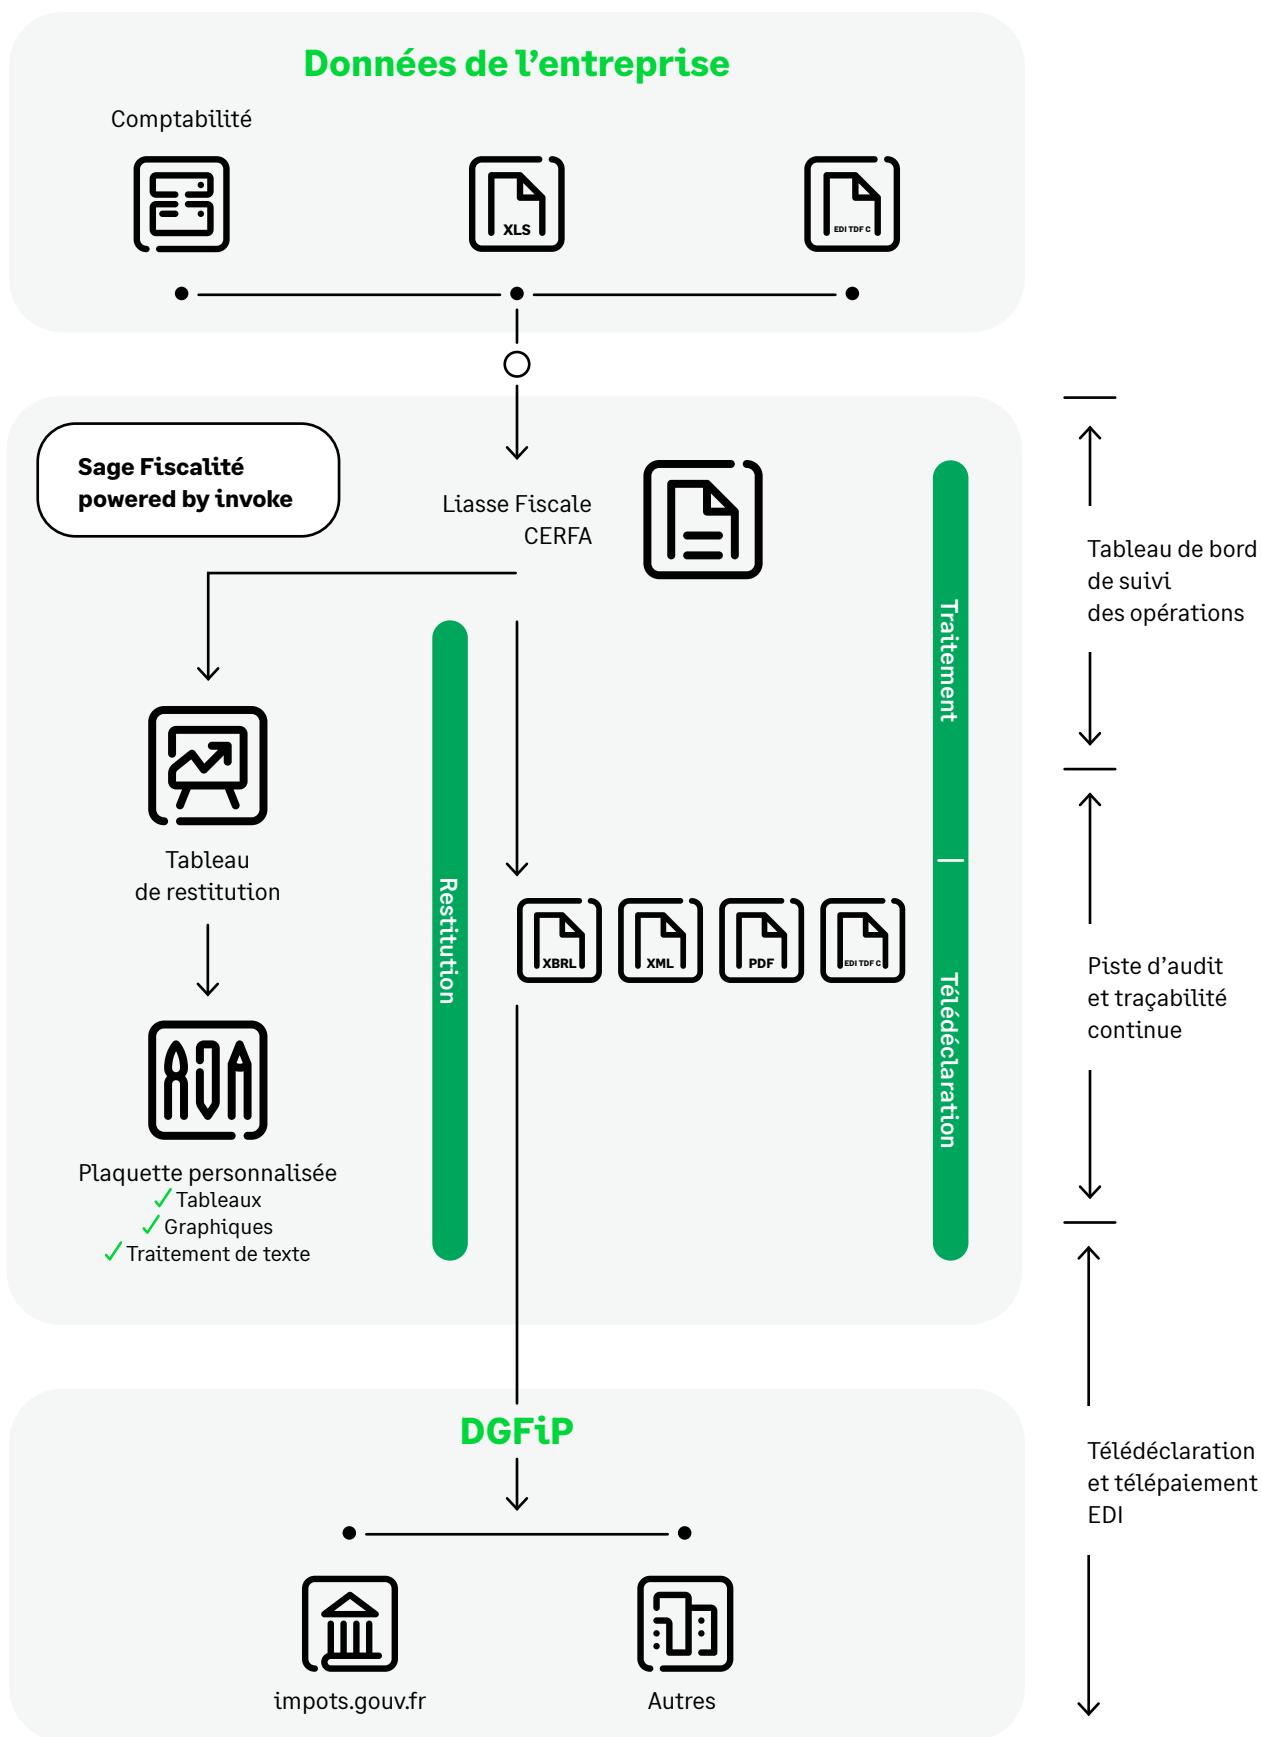 Données de l’entreprise
Comptabilité
XLS
EDI TDF C
Sage Fiscalité
powered by invoke
Liasse Fiscale
CERFA
Traitement
Tableau de bord
de suivi
des opérations
Tableau
de restitution
Restitution
XBRL
XML
PDF
EDI TDF C
Télédéclaration
Piste d’audit
et traçabilité
continue
Plaquette personnalisée
Tableaux
Graphiques
Traitement de texte
DGFiP
Télédéclaration
et télépaiement
EDI
impots.gouv.fr
Autres